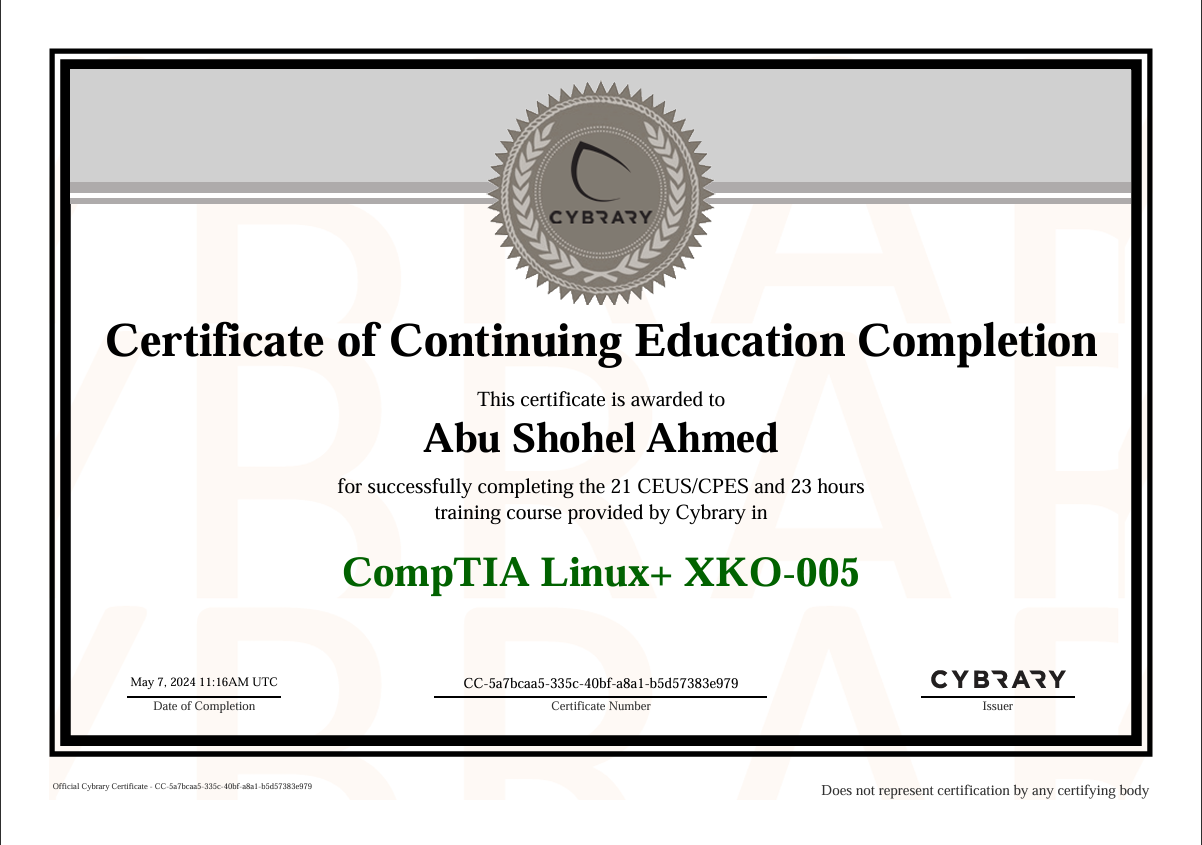 CYBRARY
Certificate of Continuing Education Completion
This certificate is awarded to
Abu Shohel Ahmed
for successfully completing the 21 CEUS/CPES and 23 hours
training course provided by Cybrary in
CompTIA Linux+ XKO-005
May 7, 2024 11:16AM UTC
Date of Completion
CC-5a7bcaa5-335c-40bf-a8a1-b5d57383e979
Certificate Number
CYBRARY
Issuer
Official Cybrary Certificate - CC-5a7bcaa5-335c-40bf-a8a1-b5d57383e979
Does not represent certification by any certifying body